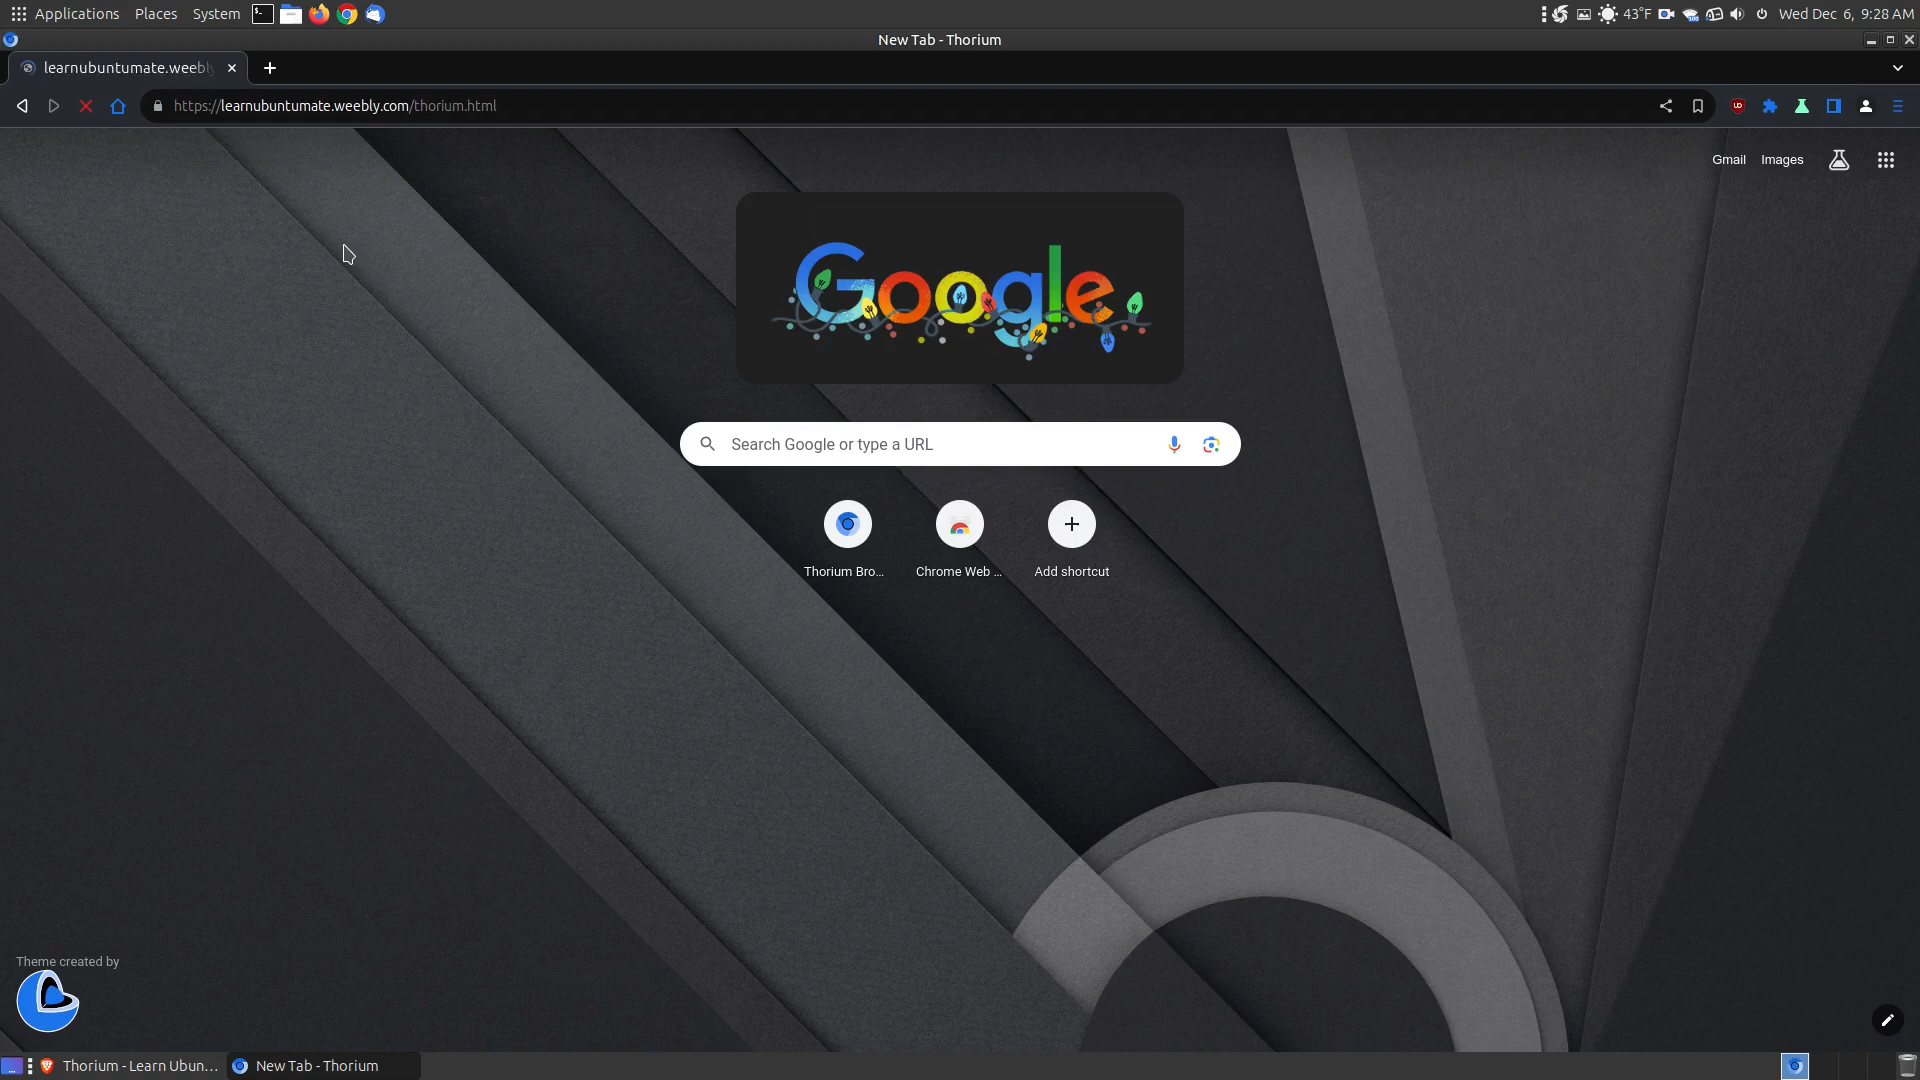 Applications Places System 43°F Wed Dec 6, 9:28 AM
New Tab - Thorium
learnubuntumate.weebly
https://learnubuntumate.weebly.com/thorium.html
Gmail Images
Google
Search Google or type a URL
Thorium Bro... Chrome Web ... Add shortcut
Theme created by
Thorium - Learn Ubun... New Tab - Thorium